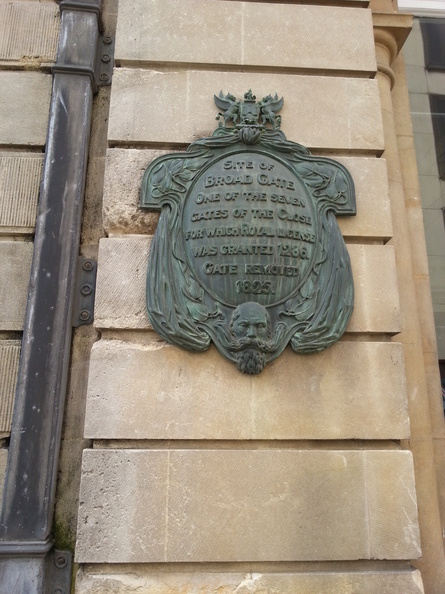 SITE OF
BROAD GATE
ONE OF THE SEVEN
GATES OF THE CLOSE
FOR WHICH ROYAL LICENSE
WAS GRANTED 1286.
GATE REMOVED
1825.